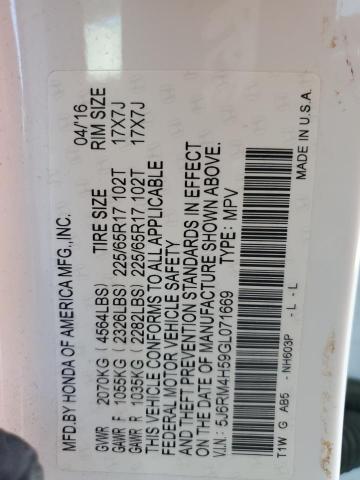 MFD.BY HONDA OF AMERICA MFG.,INC. 04/'16
TIRE SIZE RIM SIZE
GVWR 2070KG (4564LBS)
GAWR F 1055KG (2326LBS) 225/65R17 102T 17X7J
GAWR R 1035KG (2282LBS) 225/65R17 102T 17X7J
THIS VEHICLE CONFORMS TO ALL APPLICABLE
FEDERAL MOTOR VEHICLE SAFETY
AND THEFT PREVENTION STANDARDS IN EFFECT
ON THE DATE OF MANUFACTURE SHOWN ABOVE.
V.I.N.: 5J6RM4H59GL071669 TYPE: MPV
MADE IN U.S.A.
T1W G AB5 - NH603P - L - L